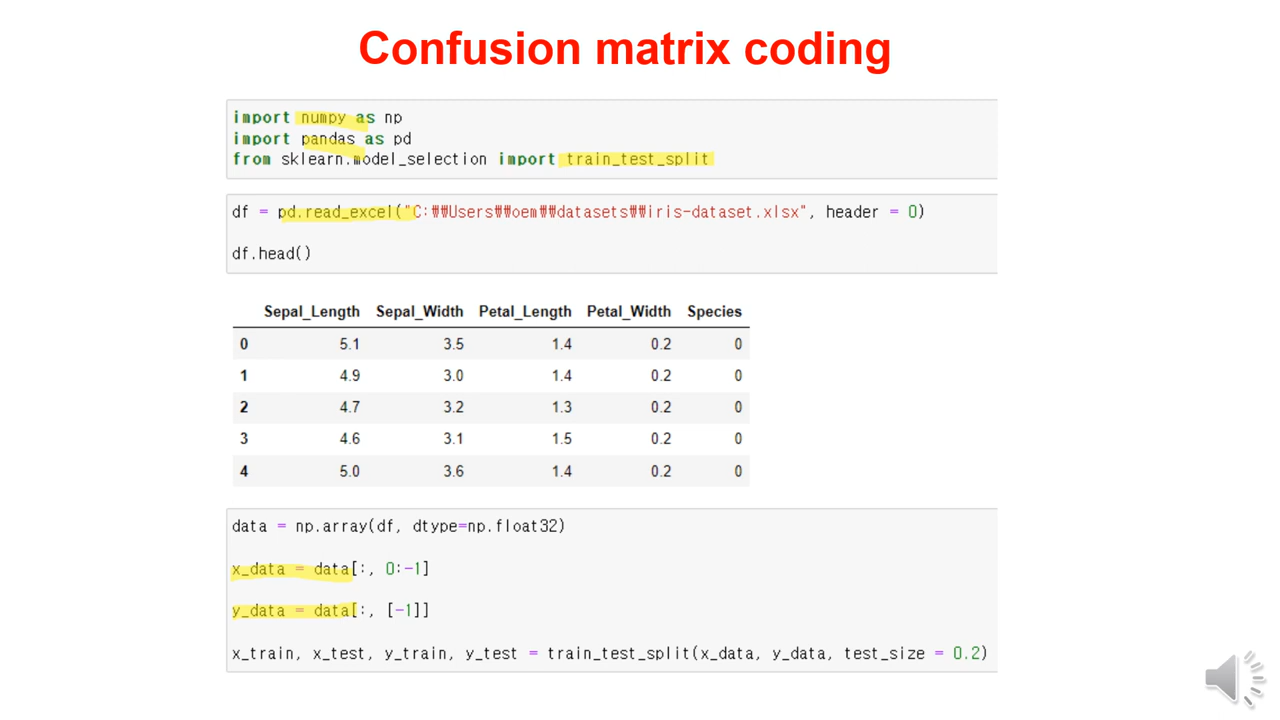 Confusion matrix coding
import numpy as np
import pandas as pd
from sklearn.model_selection import train_test_split
df = pd.read_excel("C:₩₩Users₩₩oem₩₩datasets₩₩iris-dataset.xlsx", header = 0)
df.head()
Sepal_Length Sepal_Width Petal_Length Petal_Width Species
0 5.1 3.5 1.4 0.2 0
1 4.9 3.0 1.4 0.2 0
2 4.7 3.2 1.3 0.2 0
3 4.6 3.1 1.5 0.2 0
4 5.0 3.6 1.4 0.2 0
data = np.array(df, dtype=np.float32)
x_data = data[:, 0:-1]
y_data = data[:, [-1]]
x_train, x_test, y_train, y_test = train_test_split(x_data, y_data, test_size = 0.2)